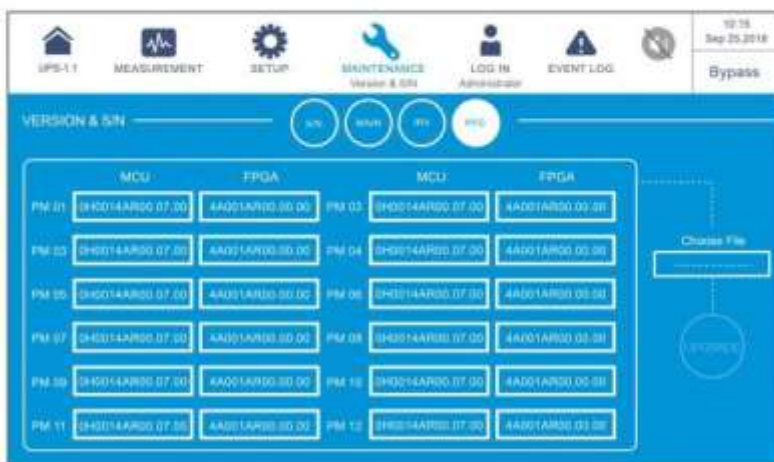 10:15
Sep 25,2018
UPS-1.1 MEASUREMENT SETUP MAINTENANCE LOG IN EVENT LOG
Version & S/N Administrator
Bypass
VERSION & S/N
S/N MAIN
MCU FPGA MCU FPGA
PM 01 0H0014AR00.07.00 4A001AR00.00.00 PM 02 0H0014AR00.07.00 4A001AR00.00.00
PM 03 0H0014AR00.07.00 4A001AR00.00.00 PM 04 0H0014AR00.07.00 4A001AR00.00.00
Choose File
PM 05 0H0014AR00.07.00 4A001AR00.00.00 PM 06 0H0014AR00.07.00 4A001AR00.00.00
PM 07 0H0014AR00.07.00 4A001AR00.00.00 PM 08 0H0014AR00.07.00 4A001AR00.00.00
UPGRADE
PM 09 0H0014AR00.07.00 4A001AR00.00.00 PM 10 0H0014AR00.07.00 4A001AR00.00.00
PM 11 0H0014AR00.07.00 4A001AR00.00.00 PM 12 0H0014AR00.07.00 4A001AR00.00.00